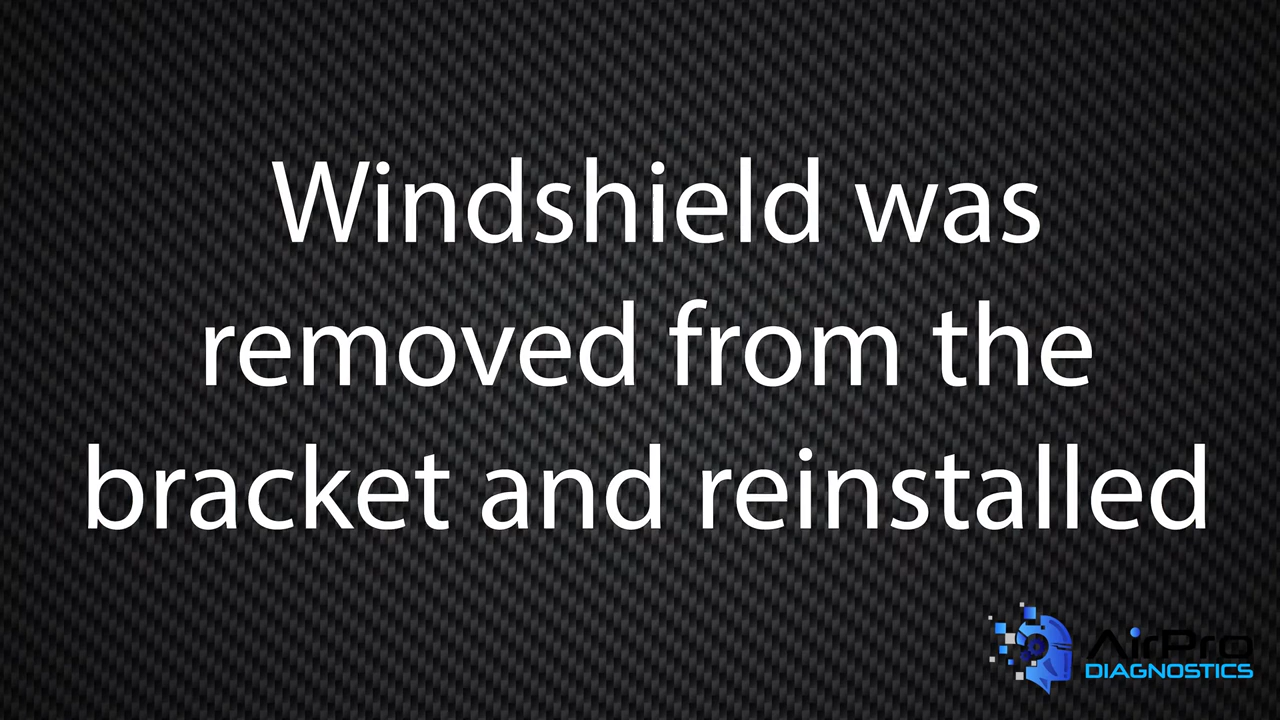 Windshield was
removed from the
bracket and reinstalled
AirPro
DIAGNOSTICS